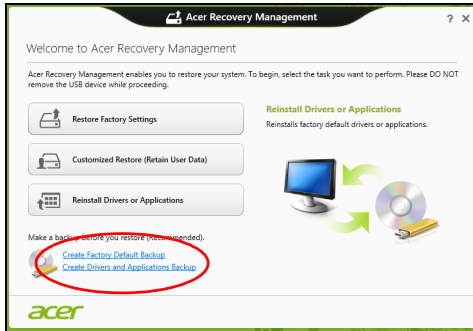 Acer Recovery Management
? X
Welcome to Acer Recovery Management
Acer Recovery Management enables you to restore your system. To begin, select the task you want to perform. Please DO NOT
remove the USB device while proceeding.
Restore Factory Settings
Customized Restore (Retain User Data)
Reinstall Drivers or Applications
Reinstall Drivers or Applications
Reinstalls factory default drivers or applications.
Make a backup before you restore (Recommended).
Create Factory Default Backup
Create Drivers and Applications Backup
acer